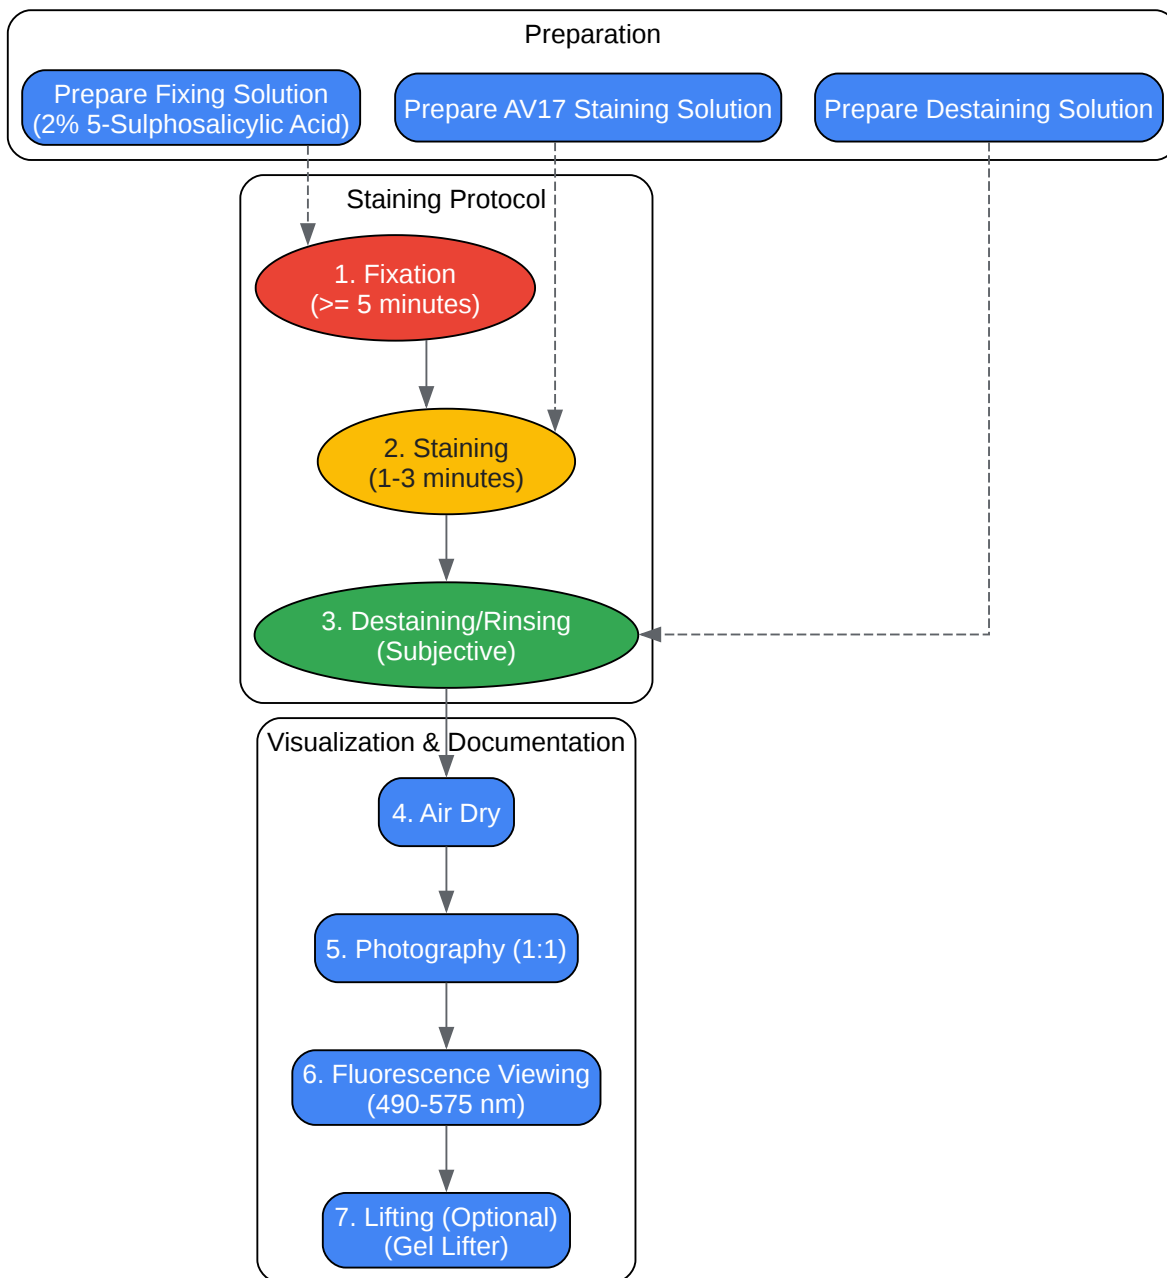 Preparation
Prepare Fixing Solution
(2% 5-Sulphosalicylic Acid)
Prepare AV17 Staining Solution
Prepare Destaining Solution
Staining Protocol
1. Fixation
(>= 5 minutes)
2. Staining
(1-3 minutes)
3. Destaining/Rinsing
(Subjective)
Visualization & Documentation
4. Air Dry
5. Photography (1:1)
6. Fluorescence Viewing
(490-575 nm)
7. Lifting (Optional)
(Gel Lifter)